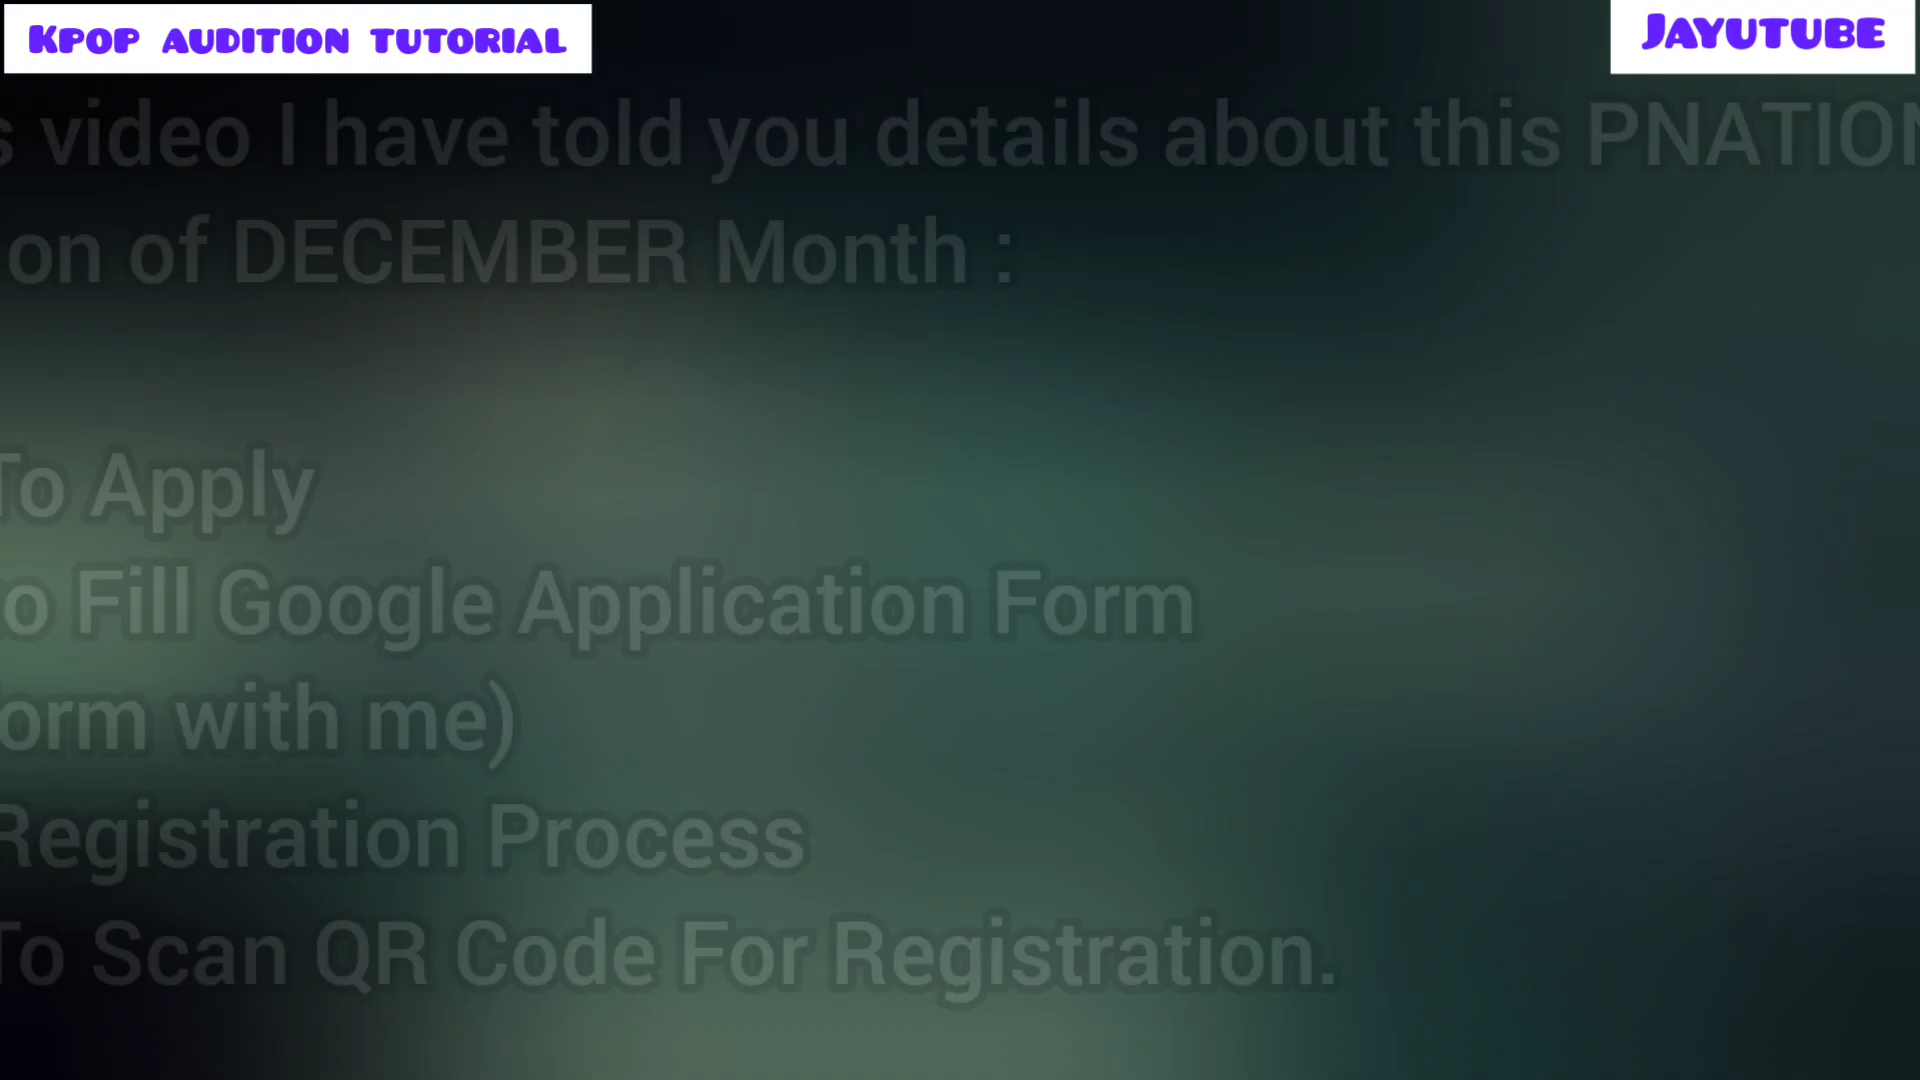 Kpop audition tutorial
Jayutube
s video I have told you details about this PNATION
on of DECEMBER Month :
To Apply
o Fill Google Application Form
orm with me)
Registration Process
To Scan QR Code For Registration.